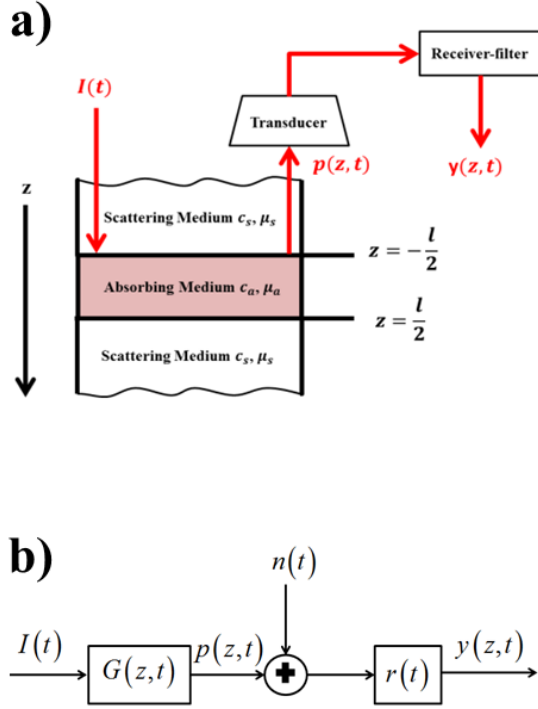 a)
Receiver-filter
I(t)
Transducer
p(z,t)
y(z,t)
z
Scattering Medium c_s, μ_s
z = -l/2
Absorbing Medium c_a, μ_a
z = l/2
Scattering Medium c_s, μ_s
b)
n(t)
I(t)
G(z,t)
p(z,t)
+
r(t)
y(z,t)